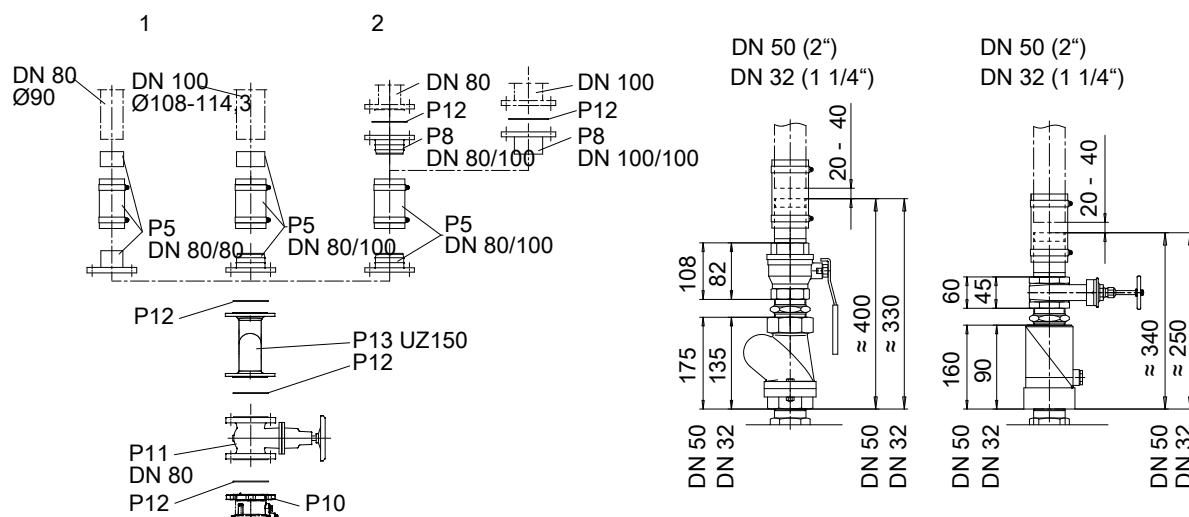 1
2
DN 80
Ø90
DN 100
Ø108-114,3
DN 80
P12
P8
DN 80/100
DN 100
P12
P8
DN 100/100
P5
DN 80/80
P5
DN 80/100
P5
DN 80/100
P12
P13 UZ150
P12
P11
DN 80
P12
P10
DN 50 (2“)
DN 32 (1 1/4“)
20 - 40
108
82
175
135
≈ 400
≈ 330
DN 50
DN 32
DN 50
DN 32
DN 50 (2“)
DN 32 (1 1/4“)
20 - 40
60
45
160
90
≈ 340
≈ 250
DN 50
DN 32
DN 50
DN 32